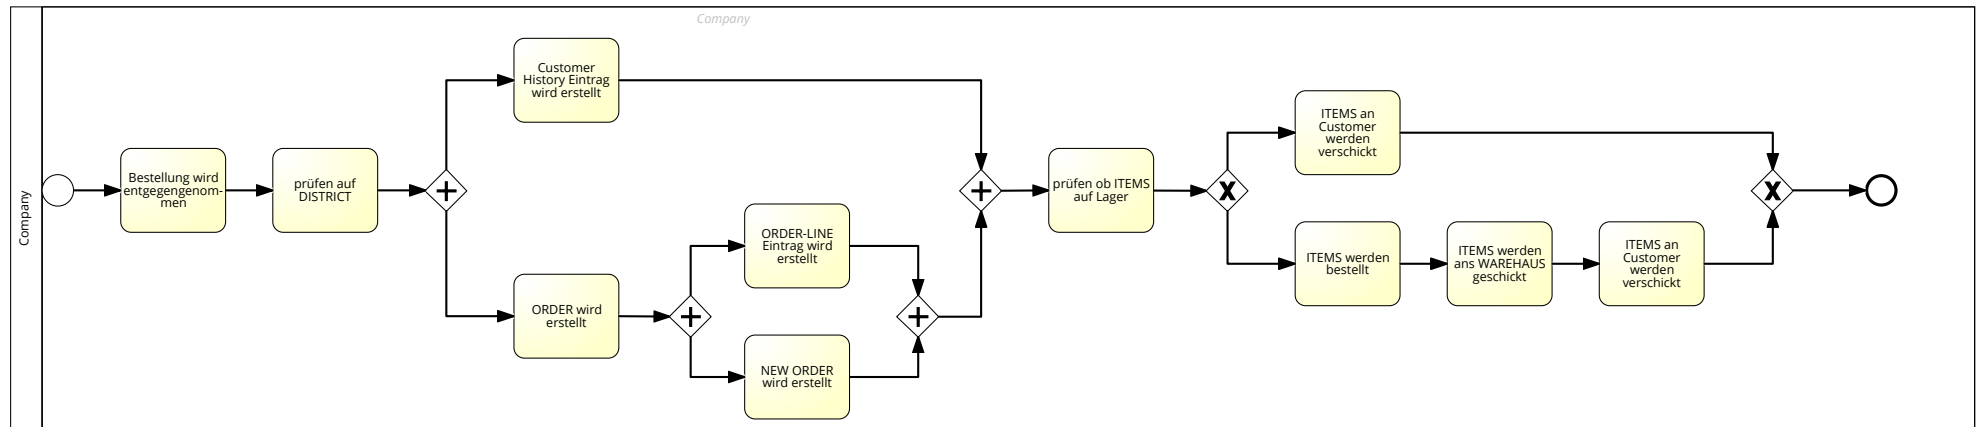 Company
Company
Bestellung wird
entgegengenom-
men
prüfen auf
DISTRICT
Customer
History Eintrag
wird erstellt
ORDER wird
erstellt
ORDER-LINE
Eintrag wird
erstellt
NEW ORDER
wird erstellt
prüfen ob ITEMS
auf Lager
ITEMS an
Customer
werden
verschickt
ITEMS werden
bestellt
ITEMS werden
ans WAREHAUS
geschickt
ITEMS an
Customer
werden
verschickt